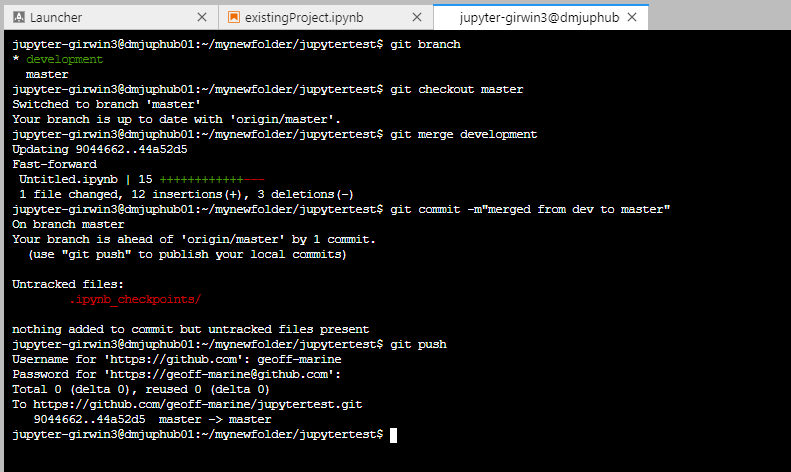 Launcher
existingProject.ipynb
jupyter-girwin3@dmjuphub
jupyter-girwin3@dmjuphub01:~/mynewfolder/jupytertest$ git branch
* development
  master
jupyter-girwin3@dmjuphub01:~/mynewfolder/jupytertest$ git checkout master
Switched to branch 'master'
Your branch is up to date with 'origin/master'.
jupyter-girwin3@dmjuphub01:~/mynewfolder/jupytertest$ git merge development
Updating 9044662..44a52d5
Fast-forward
 Untitled.ipynb | 15 ++++++++++++---
 1 file changed, 12 insertions(+), 3 deletions(-)
jupyter-girwin3@dmjuphub01:~/mynewfolder/jupytertest$ git commit -m"merged from dev to master"
On branch master
Your branch is ahead of 'origin/master' by 1 commit.
  (use "git push" to publish your local commits)
Untracked files:
        .ipynb_checkpoints/
nothing added to commit but untracked files present
jupyter-girwin3@dmjuphub01:~/mynewfolder/jupytertest$ git push
Username for 'https://github.com': geoff-marine
Password for 'https://geoff-marine@github.com':
Total 0 (delta 0), reused 0 (delta 0)
To https://github.com/geoff-marine/jupytertest.git
   9044662..44a52d5  master -> master
jupyter-girwin3@dmjuphub01:~/mynewfolder/jupytertest$